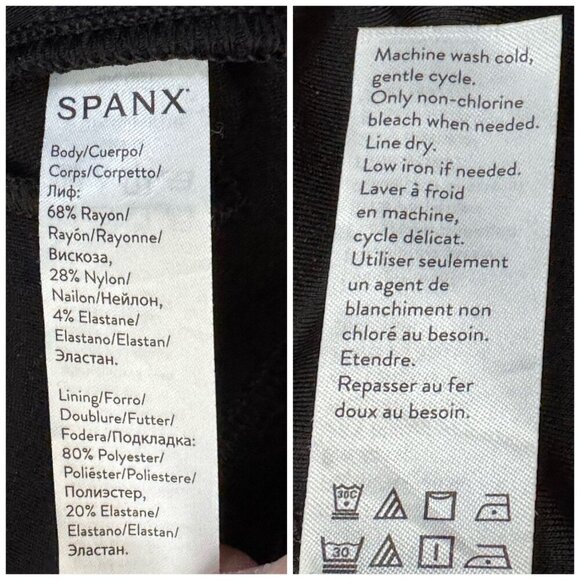 SPANX
Body/Cuerpo/
Corps/Corpetto/
Лиф:
68% Rayon/
Rayón/Rayonne/
Вискоза,
28% Nylon/
Nailon/Нейлон,
4% Elastane/
Elastano/Elastan/
Эластан.
Lining/Forro/
Doublure/Futter/
Fodera/Подкладка:
80% Polyester/
Poliéster/Poliestere/
Полиэстер,
20% Elastane/
Elastano/Elastan/
Эластан.
Machine wash cold,
gentle cycle.
Only non-chlorine
bleach when needed.
Line dry.
Low iron if needed.
Laver à froid
en machine,
cycle délicat.
Utiliser seulement
un agent de
blanchiment non
chloré au besoin.
Etendre.
Repasser au fer
doux au besoin.
30C
30